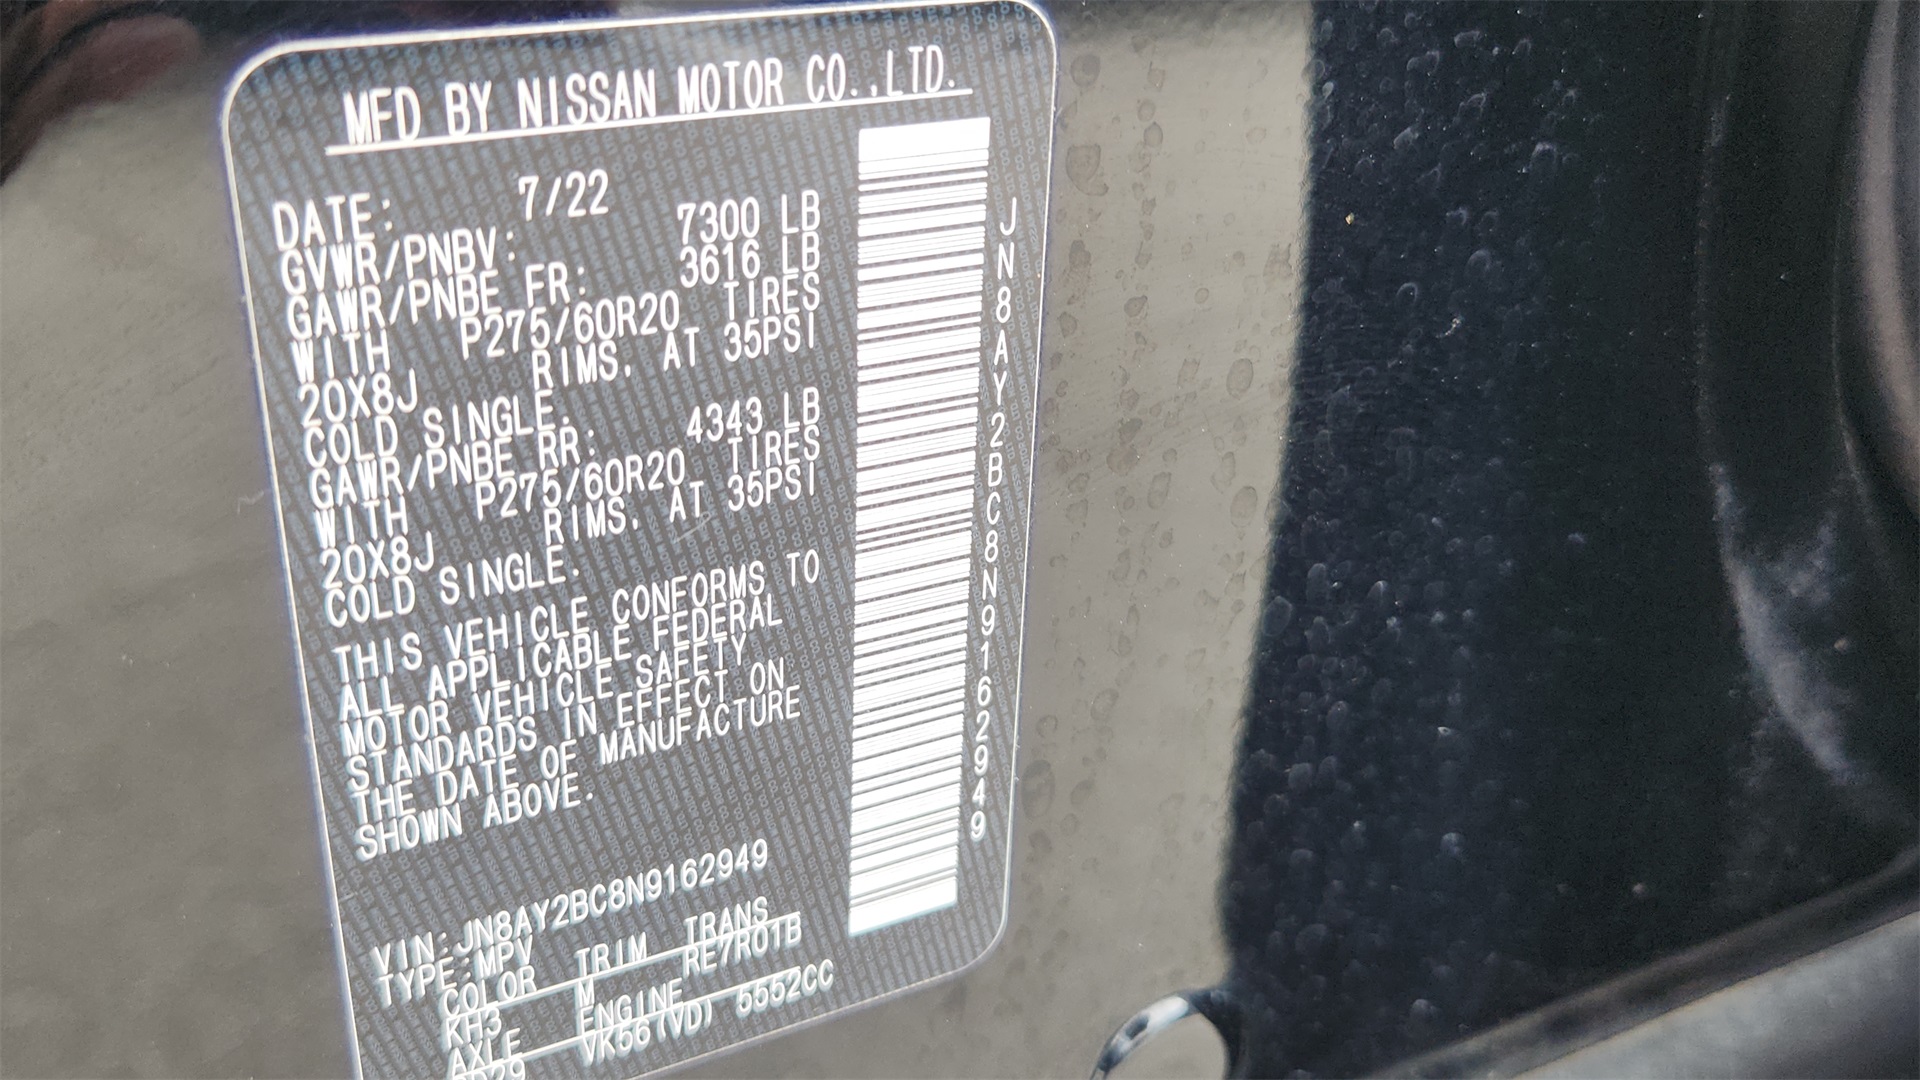 MFD BY NISSAN MOTOR CO.,LTD.
DATE: 7/22
GVWR/PNBV: 7300 LB
GAWR/PNBE FR: 3616 LB
WITH P275/60R20 TIRES
20X8J RIMS. AT 35PSI
COLD SINGLE.
GAWR/PNBE RR: 4343 LB
WITH P275/60R20 TIRES
20X8J RIMS. AT 35PSI
COLD SINGLE.
THIS VEHICLE CONFORMS TO
ALL APPLICABLE FEDERAL
MOTOR VEHICLE SAFETY
STANDARDS IN EFFECT ON
THE DATE OF MANUFACTURE
SHOWN ABOVE.
VIN:JN8AY2BC8N9162949
TYPE:MPV
COLOR TRIM TRANS
KH3 M RE7R01B
AXLE ENGINE
VK56(VD) 5552CC
JN8AY2BC8N9162949